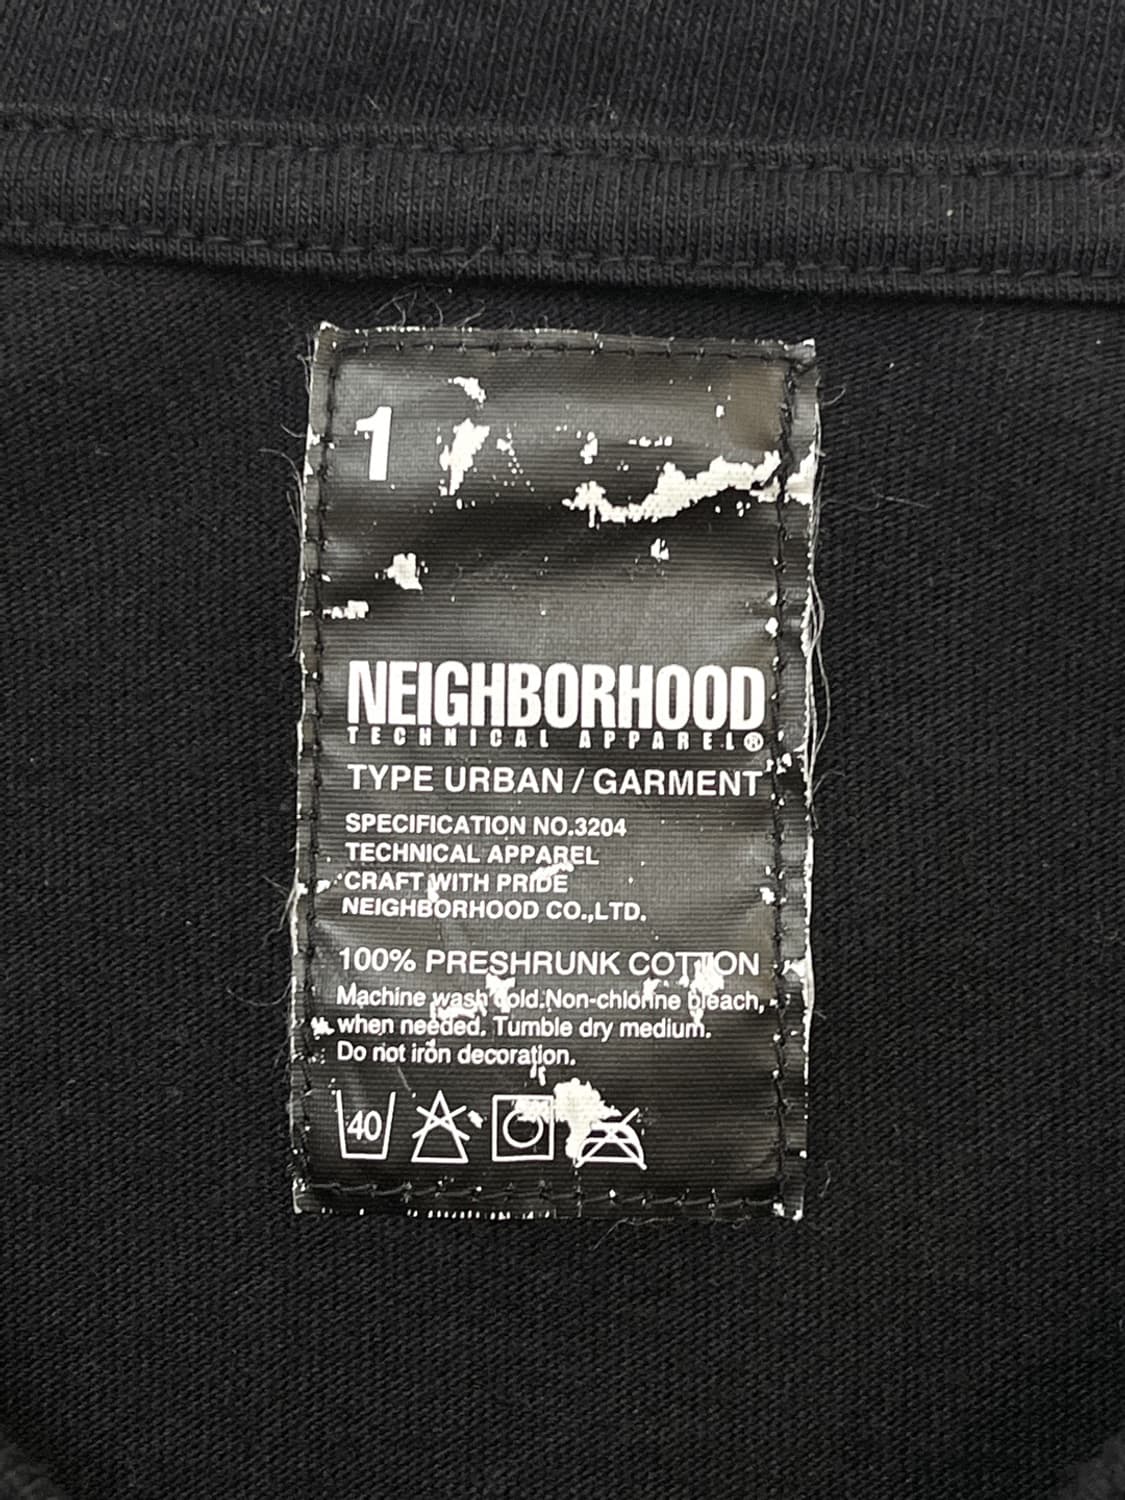 1
NEIGHBORHOOD
TECHNICAL APPAREL®
TYPE URBAN / GARMENT
SPECIFICATION NO.3204
TECHNICAL APPAREL
CRAFT WITH PRIDE
NEIGHBORHOOD CO.,LTD.
100% PRESHRUNK COTTON
Machine wash cold.Non-chlorine bleach,
when needed. Tumble dry medium.
Do not iron decoration.
40